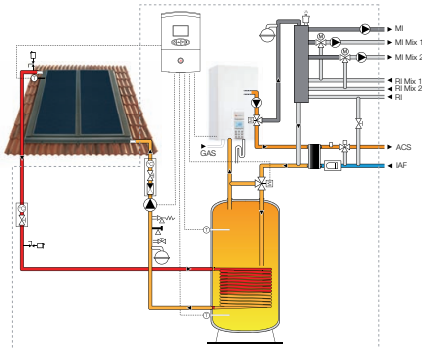 MI
M
MI Mix 1
M
MI Mix 2
RI Mix 1
RI Mix 2
RI
T
GAS
ACS
IAF
M
T
T